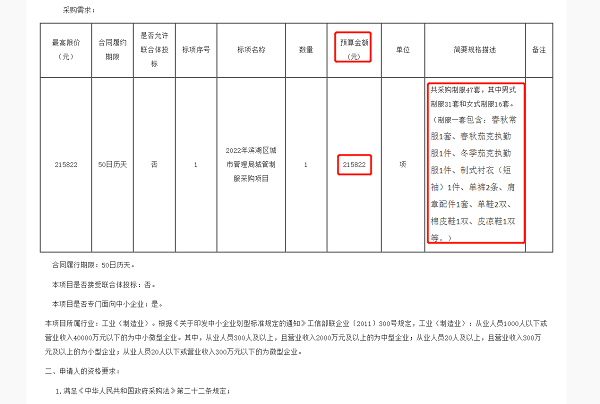 采购需求:
最高限价（元） 合同履约期限 是否允许联合体投标 标项序号 标项名称 数量 预算金额（元） 单位 简要规格描述 备注
215822 50日历天 否 1 2022年滨湖区城市管理局城管制服采购项目 1 215822 项
共采购制服47套，其中男式
制服31套和女式制服16套。
（制服一套包含：春秋常
服1套、春秋茄克执勤
服1件、冬季茄克执勤
服1件、制式衬衣（短
袖）1件、单裤2条、肩
章配件1套、单鞋2双、
棉皮鞋1双、皮凉鞋1双
等。）
合同履行期限：50日历天。
本项目是否接受联合体投标：否。
本项目是否专门面向中小企业：是。
本项目所属行业：工业（制造业）。根据《关于印发中小企业划型标准规定的通知》工信部联企业〔2011〕300号规定，工业（制造业）：从业人员1000人以下或
营业收入40000万元以下的为中小微型企业。其中，从业人员300人及以上，且营业收入2000万元及以上的为中型企业；从业人员20人及以上，且营业收入300万
元及以上的为小型企业；从业人员20人以下或营业收入300万元以下的为微型企业。
二、申请人的资格要求：
1.满足《中华人民共和国政府采购法》第二十二条规定；